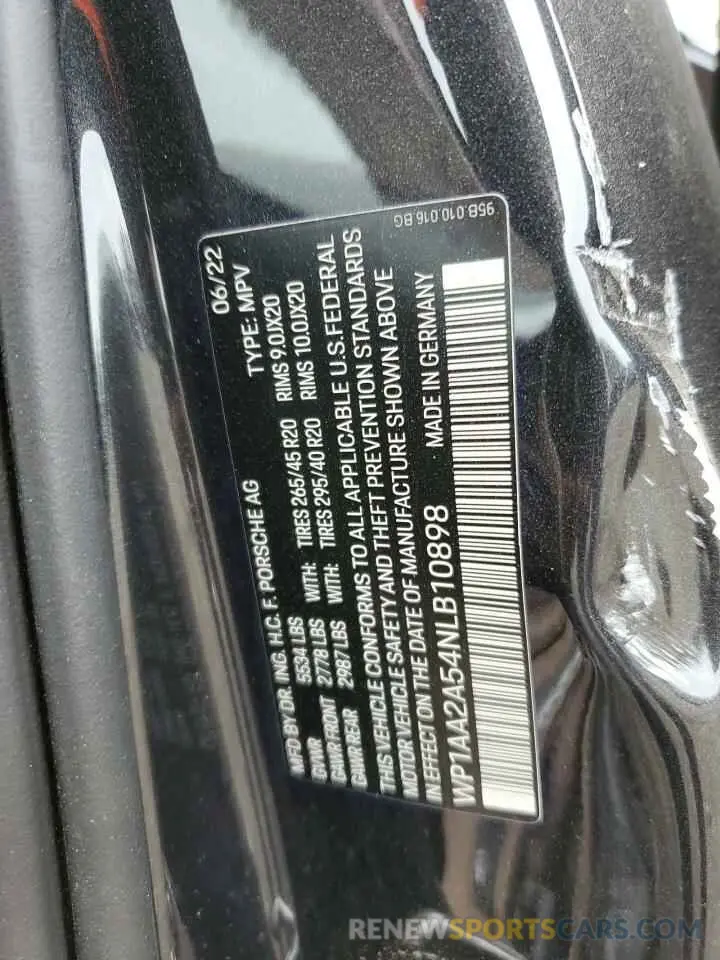 06/22
MFD BY DR. ING. H.C. F. PORSCHE AG TYPE: MPV
GVWR 5534 LBS WITH: TIRES 265/45 R20 RIMS 9.0JX20
GAWR FRONT 2778 LBS WITH: TIRES 295/40 R20 RIMS 10.0JX20
GAWR REAR 2987 LBS
THIS VEHICLE CONFORMS TO ALL APPLICABLE U.S. FEDERAL
MOTOR VEHICLE SAFETY AND THEFT PREVENTION STANDARDS
IN EFFECT ON THE DATE OF MANUFACTURE SHOWN ABOVE
WP1AA2A54NLB10898 MADE IN GERMANY
95B.010.016.BG
RENEWSPORTSCARS.COM